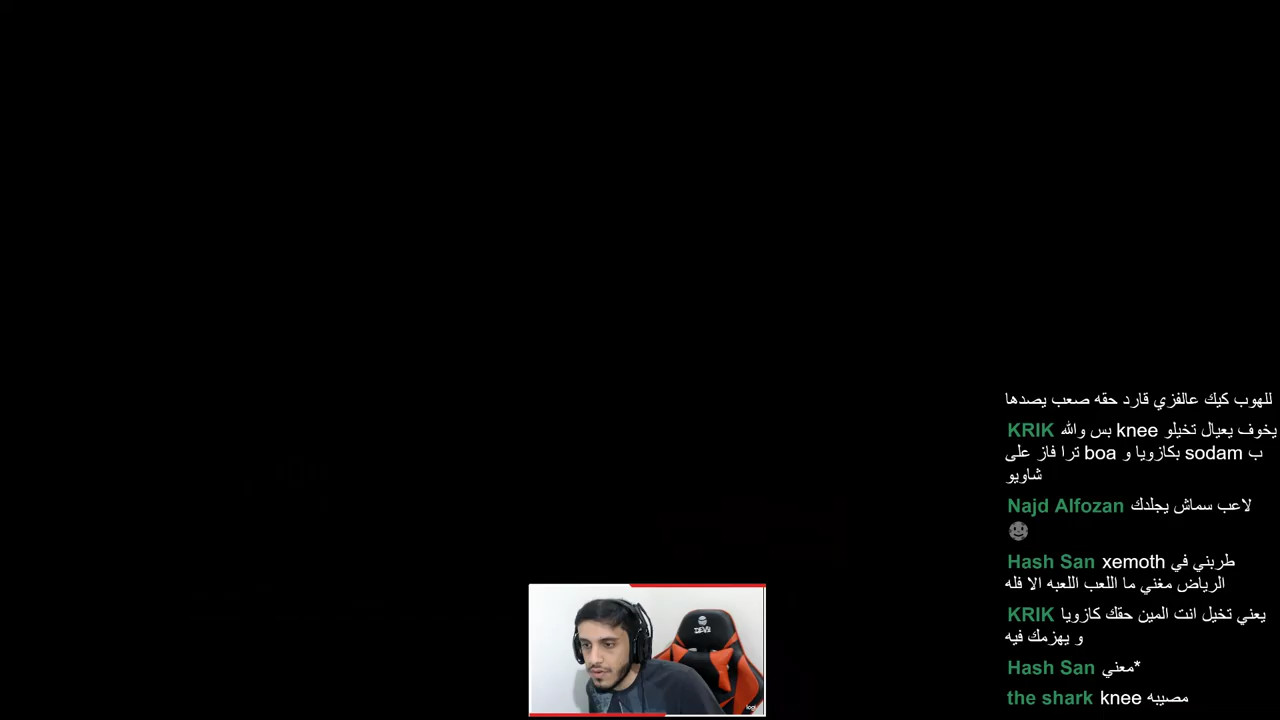 للهوب كيك عالفزي قارد حقه صعب يصدها
KRIK يخوف يعيال تخيلو knee بس والله
ب sodam بكازويا و boa ترا فاز على
شاويو
Najd Alfozan لاعب سماش يجلدك
Hash San xemoth طربني في
الرياض مغني ما اللعب اللعبه الا فله
KRIK يعني تخيل انت المين حقك كازويا
و يهزمك فيه
Hash San معني*
the shark knee مصيبه